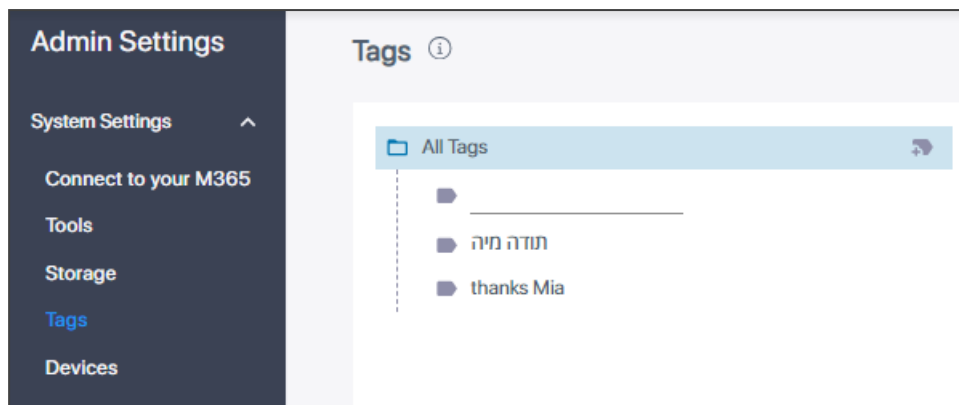 Admin Settings
System Settings
Connect to your M365
Tools
Storage
Tags
Devices
Tags
All Tags
תודה מיה
thanks Mia